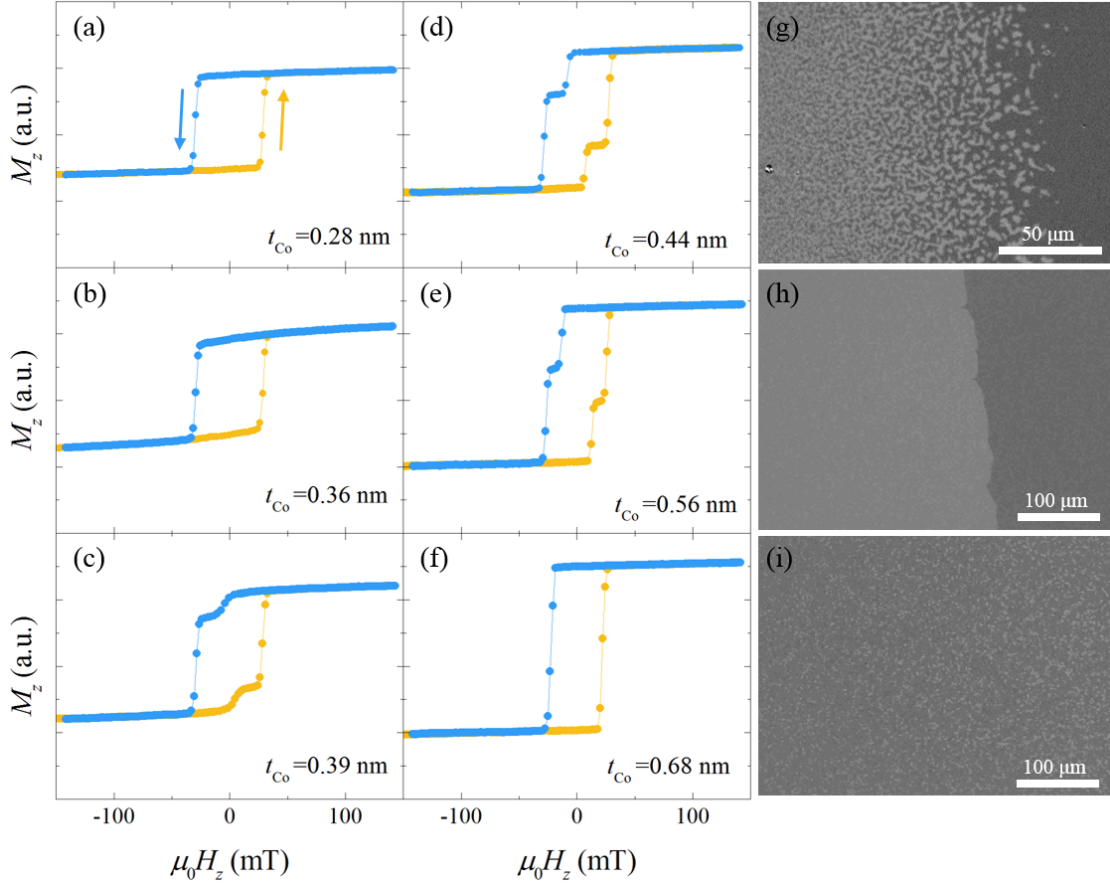 (a)
M_z (a.u.)
t_Co =0.28 nm
(b)
M_z (a.u.)
t_Co =0.36 nm
(c)
M_z (a.u.)
t_Co =0.39 nm
-100 0 100
μ₀H_z (mT)
(d)
t_Co =0.44 nm
(e)
t_Co =0.56 nm
(f)
t_Co =0.68 nm
-100 0 100
μ₀H_z (mT)
(g)
50 μm
(h)
100 μm
(i)
100 μm